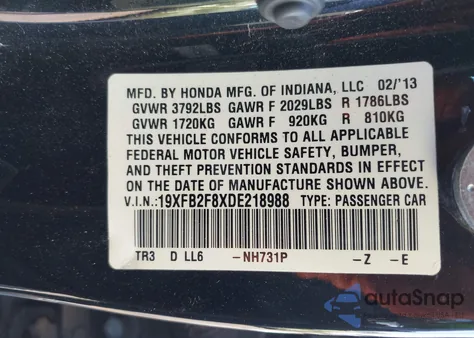 MFD. BY HONDA MFG. OF INDIANA, LLC 02/'13
GVWR 3792LBS GAWR F 2029LBS R 1786LBS
GVWR 1720KG GAWR F 920KG R 810KG
THIS VEHICLE CONFORMS TO ALL APPLICABLE
FEDERAL MOTOR VEHICLE SAFETY, BUMPER,
AND THEFT PREVENTION STANDARDS IN EFFECT
ON THE DATE OF MANUFACTURE SHOWN ABOVE.
V.I.N.:19XFB2F8XDE218988 TYPE: PASSENGER CAR
TR3 D LL6 -NH731P -Z -E
autoSnap